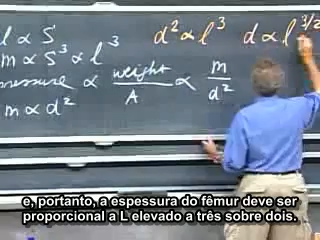 l ∝ S
m ∝ S³ ∝ l³
pressure ∝ weight/A ∝ m/d²
m ∝ d²
d² ∝ l³   d ∝ l^3/2
e, portanto, a espessura do fêmur deve ser
proporcional a L elevado a três sobre dois.